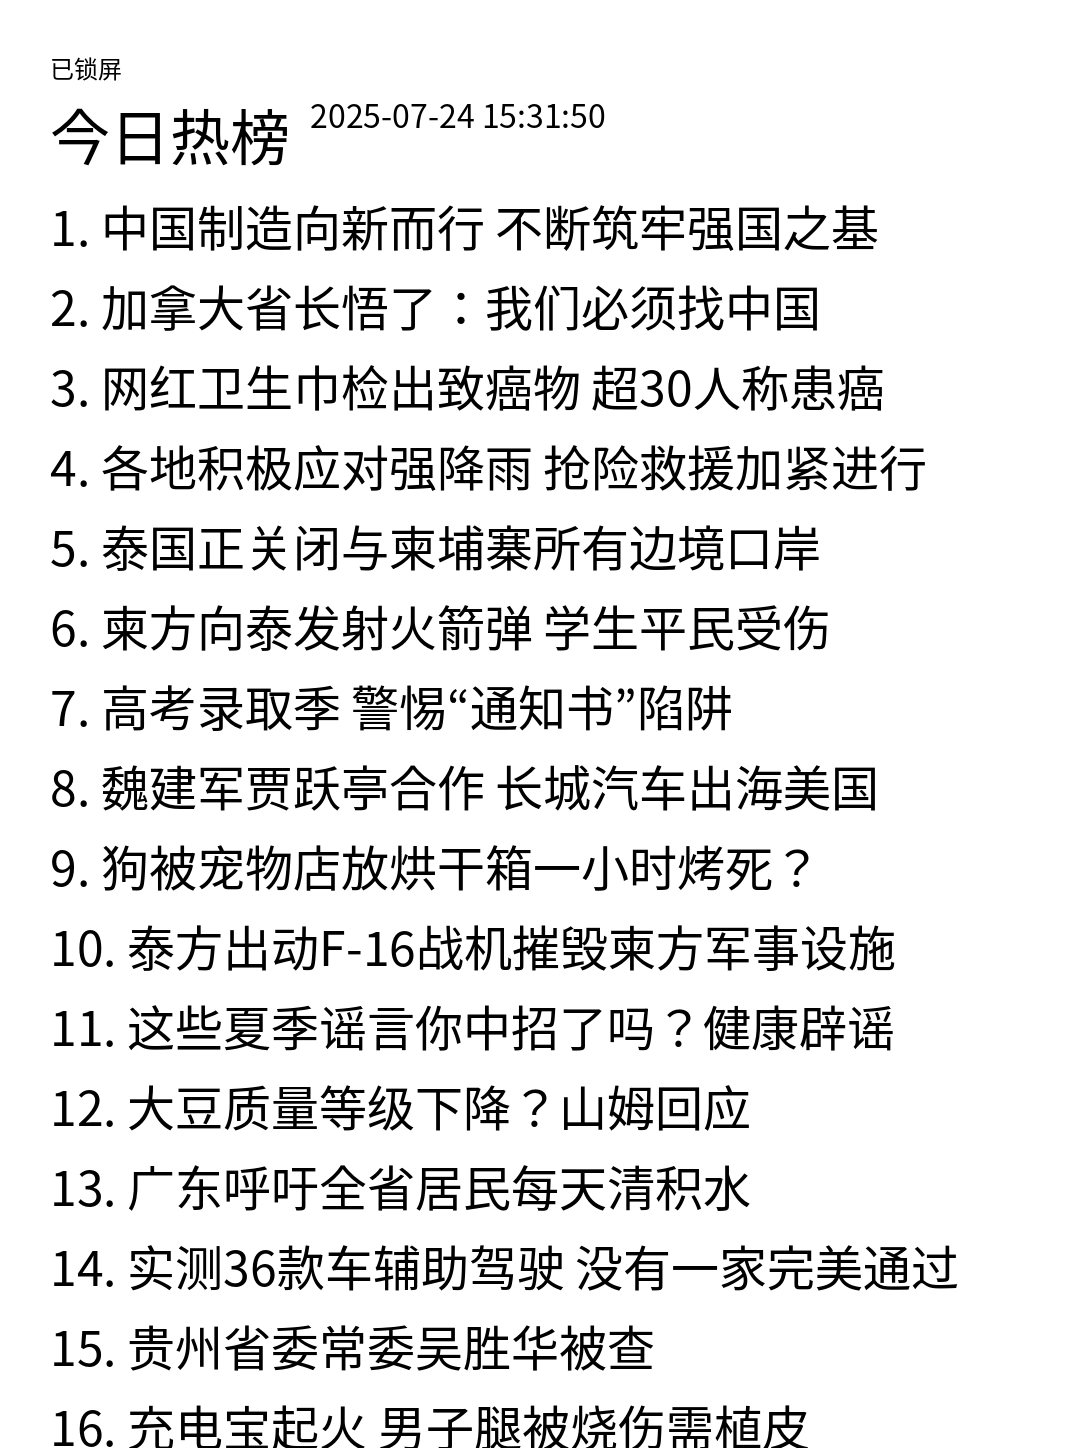 已锁屏
今日热榜 2025-07-24 15:31:50
1. 中国制造向新而行 不断筑牢强国之基
2. 加拿大省长悟了：我们必须找中国
3. 网红卫生巾检出致癌物 超30人称患癌
4. 各地积极应对强降雨 抢险救援加紧进行
5. 泰国正关闭与柬埔寨所有边境口岸
6. 柬方向泰发射火箭弹 学生平民受伤
7. 高考录取季 警惕“通知书”陷阱
8. 魏建军贾跃亭合作 长城汽车出海美国
9. 狗被宠物店放烘干箱一小时烤死？
10. 泰方出动F-16战机摧毁柬方军事设施
11. 这些夏季谣言你中招了吗？健康辟谣
12. 大豆质量等级下降？山姆回应
13. 广东呼吁全省居民每天清积水
14. 实测36款车辅助驾驶 没有一家完美通过
15. 贵州省委常委吴胜华被查
16. 充电宝起火 男子腿被烧伤需植皮